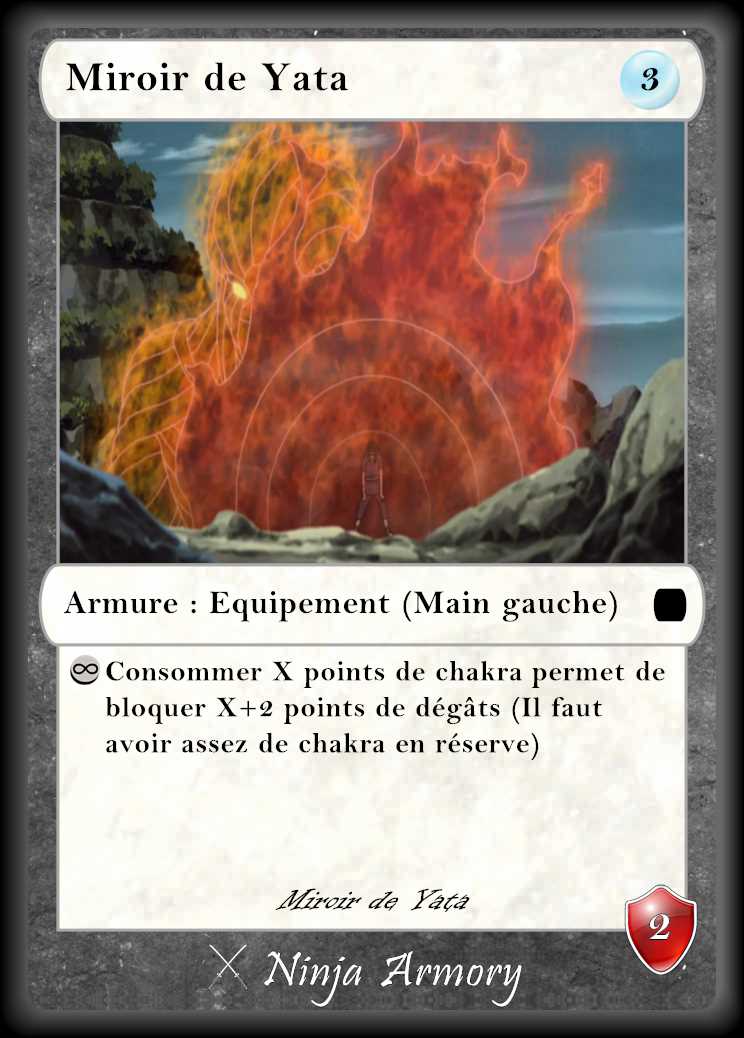 Miroir de Yata
3
Armure : Equipement (Main gauche)
∞ Consommer X points de chakra permet de
bloquer X+2 points de dégâts (Il faut
avoir assez de chakra en réserve)
Miroir de Yata
2
Ninja Armory